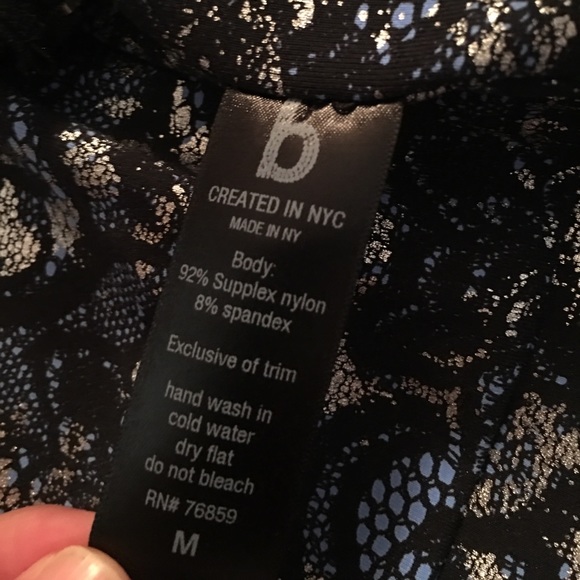 b
CREATED IN NYC
MADE IN NY
Body:
92% Supplex nylon
8% spandex
Exclusive of trim
hand wash in
cold water
dry flat
do not bleach
RN# 76859
M